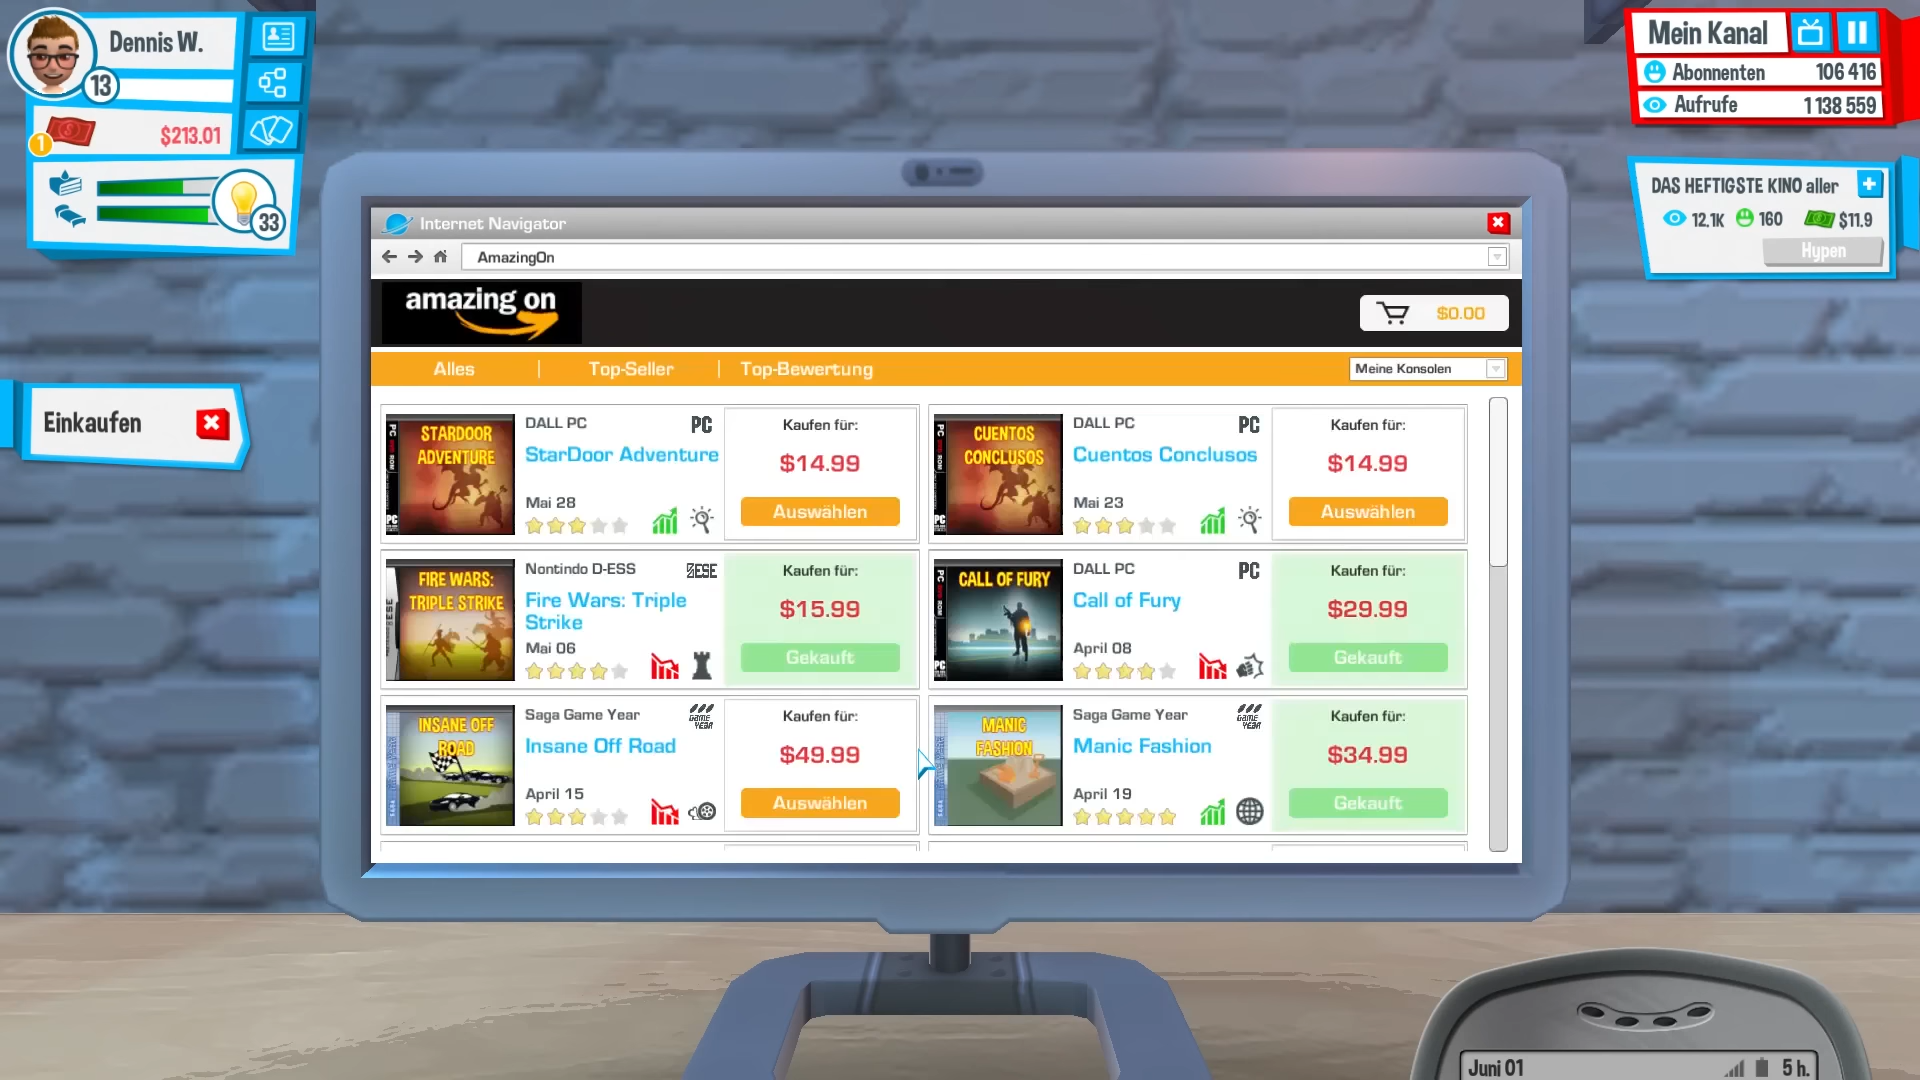 Dennis W.
13
1
$213.01
33
Mein Kanal
Abonnenten 106 416
Aufrufe 1 138 559
DAS HEFTIGSTE KINO aller
12.1K 160 $11.9
Hypen
Einkaufen
Internet Navigator
AmazingOn
amazing on
$0.00
Alles
Top-Seller
Top-Bewertung
Meine Konsolen
STARDOOR
ADVENTURE
PC
DALL PC
PC
StarDoor Adventure
Mai 28
Kaufen für:
$14.99
Auswählen
CUENTOS
CONCLUSOS
PC
DALL PC
PC
Cuentos Conclusos
Mai 23
Kaufen für:
$14.99
Auswählen
FIRE WARS:
TRIPLE STRIKE
Nontindo D-ESS
Fire Wars: Triple
Strike
Mai 06
Kaufen für:
$15.99
Gekauft
CALL OF FURY
PC
DALL PC
PC
Call of Fury
April 08
Kaufen für:
$29.99
Gekauft
INSANE OFF
ROAD
Saga Game Year
GAME
YEAR
Insane Off Road
April 15
Kaufen für:
$49.99
Auswählen
MANIC
FASHION
Saga Game Year
GAME
YEAR
Manic Fashion
April 19
Kaufen für:
$34.99
Gekauft
Juni 01
5 h.